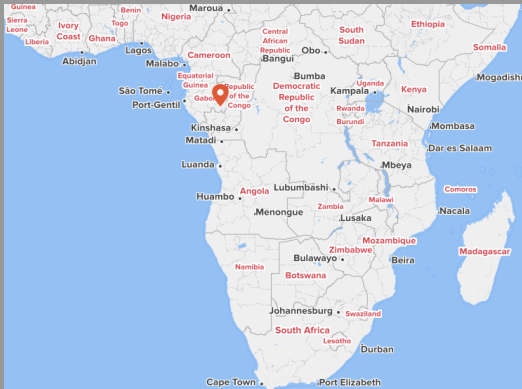 Guinea
Maroua
Sierra
Leone
Ivory
Coast
Benin
Togo
Nigeria
Ethiopia
Liberia
Ghana
Lagos
Central
African
Republic
South
Sudan
Abidjan
Cameroon
Obo
Somalia
Malabo
Bangui
Equatorial
Guinea
Bumba
Uganda
São Tomé
Gabon
Republic
of the
Congo
Democratic
Republic
of the
Congo
Kampala
Kenya
Mogadish
Port-Gentil
Rwanda
Nairobi
Burundi
Kinshasa
Mombasa
Matadi
Tanzania
Dar es Salaam
Luanda
Mbeya
Lubumbashi
Comoros
Huambo
Angola
Malawi
Zambia
Menongue
Lusaka
Nacala
Mozambique
Zimbabwe
Madagascar
Bulawayo
Beira
Namibia
Botswana
Johannesburg
Swaziland
South Africa
Lesotho
Durban
Cape Town
Port Elizabeth